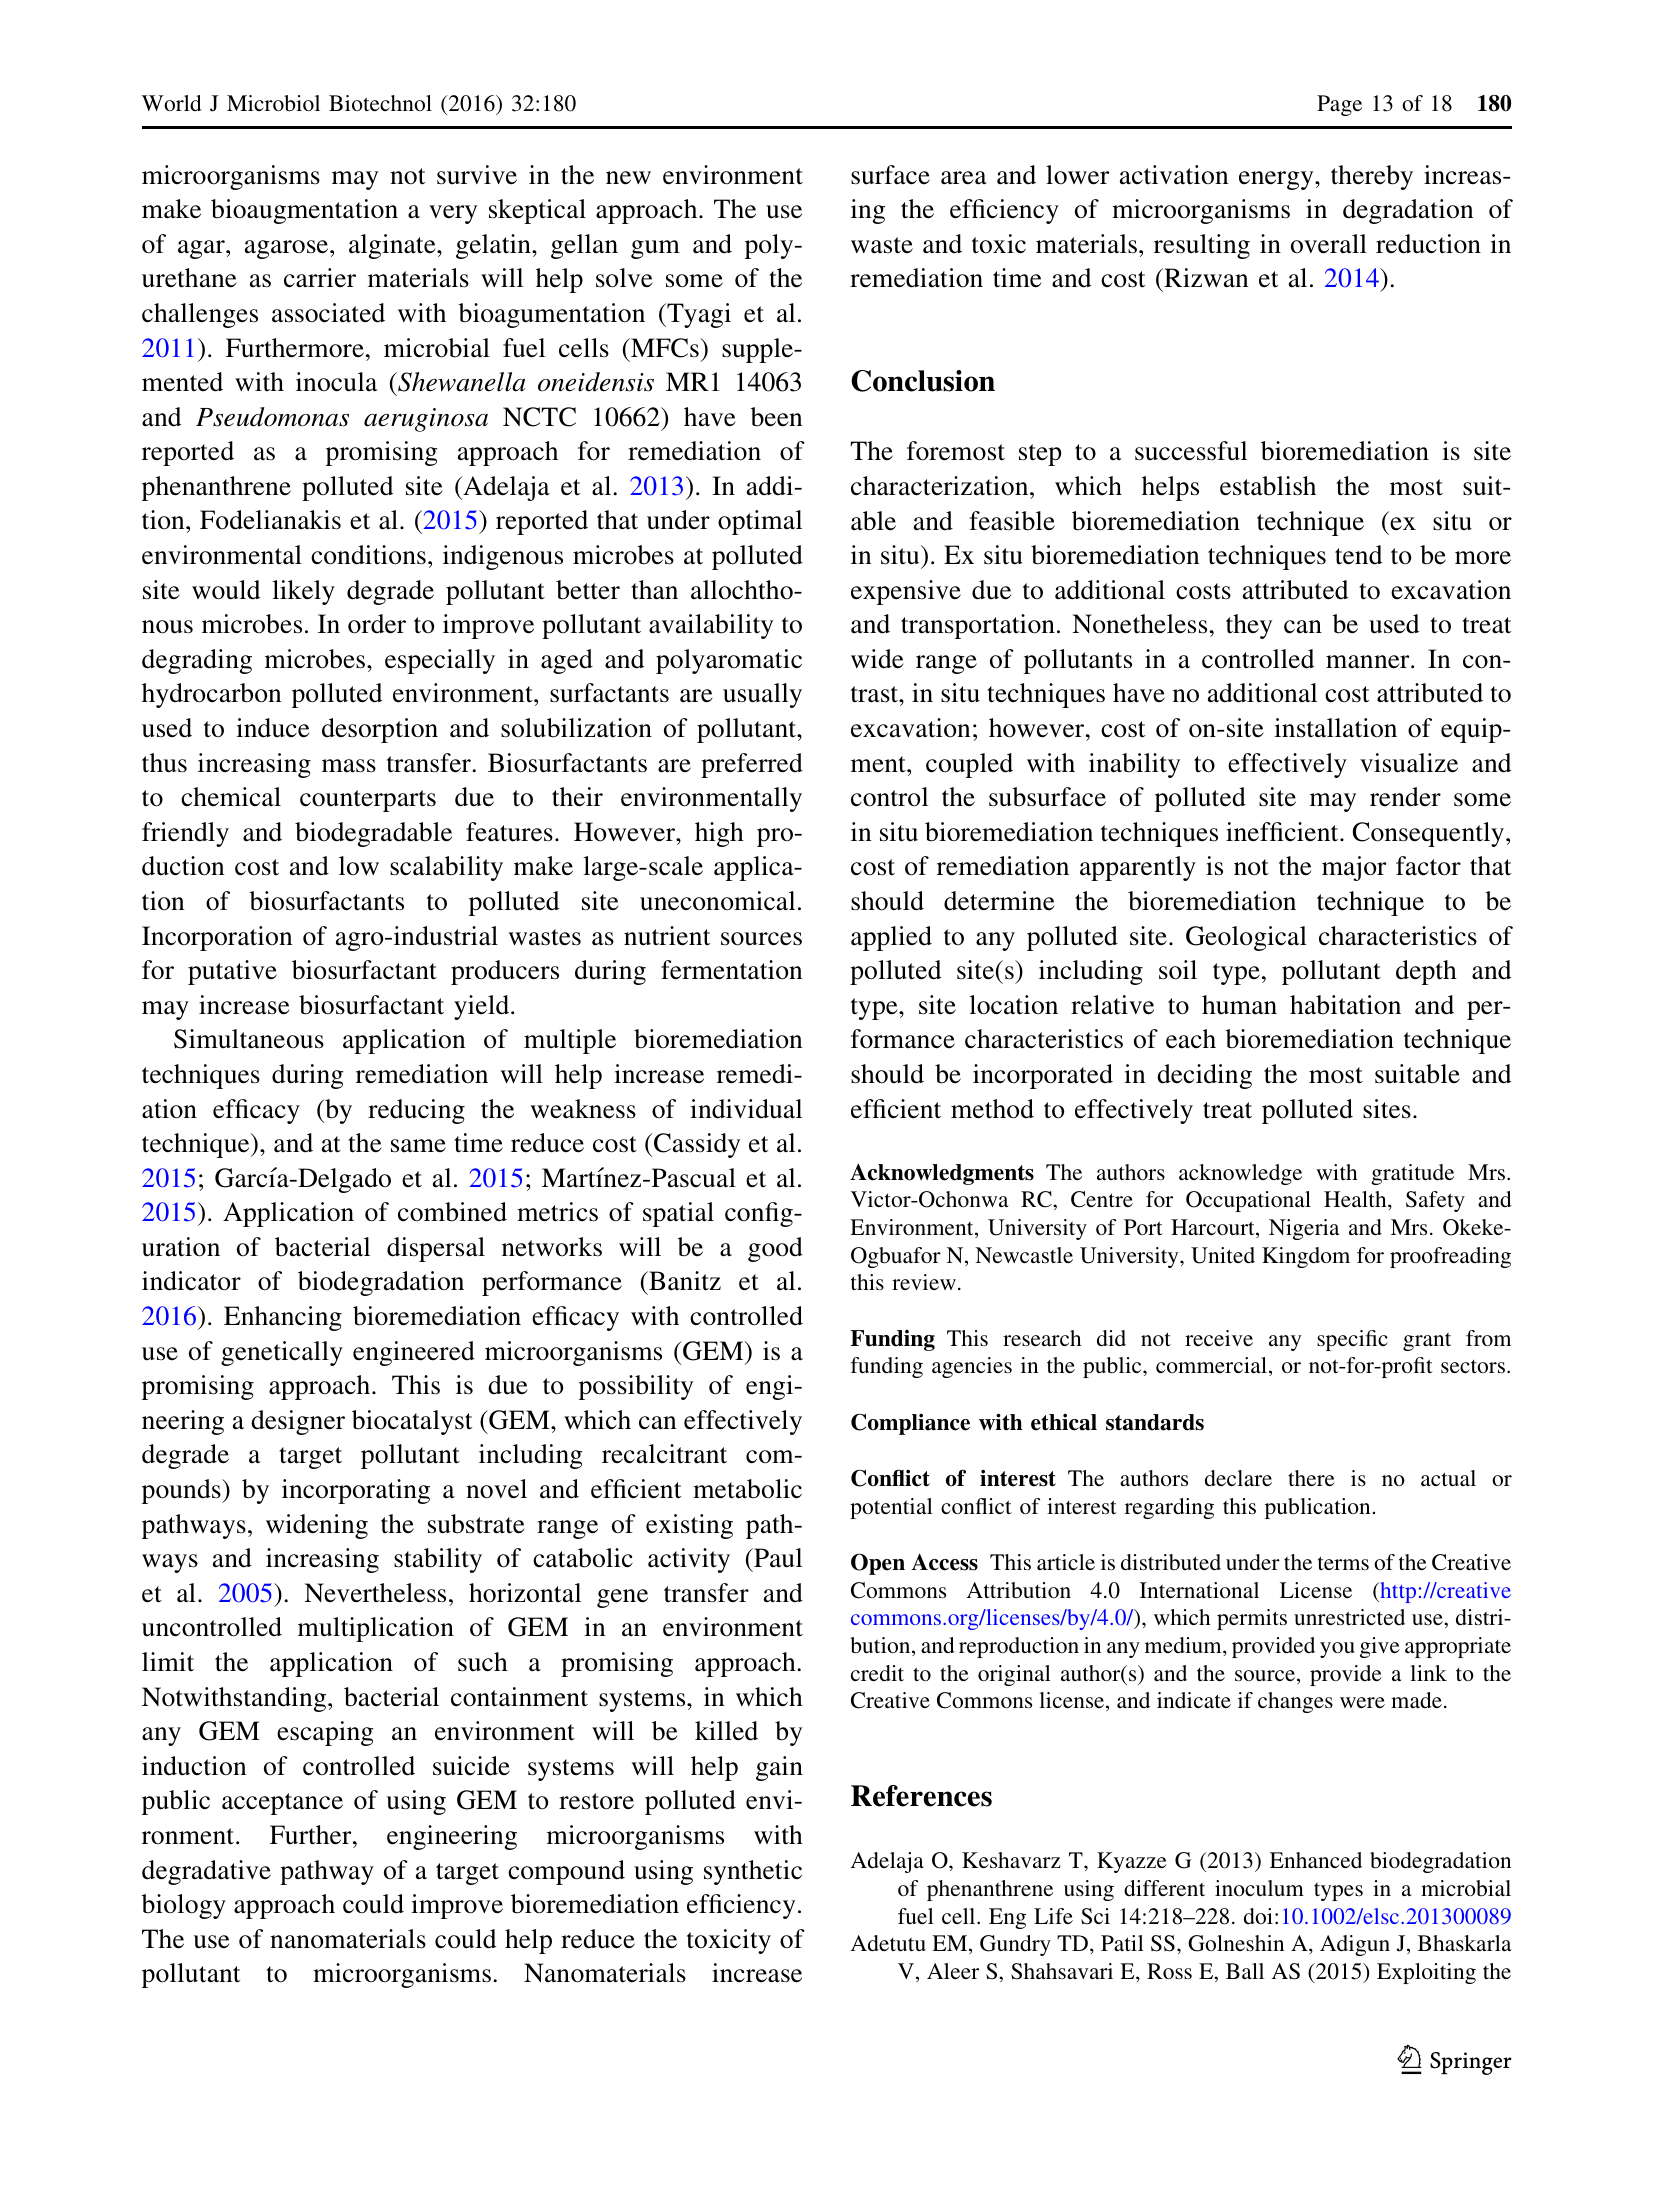 World J Microbiol Biotechnol (2016) 32:180
Page 13 of 18 180
microorganisms may not survive in the new environment
make bioaugmentation a very skeptical approach. The use
of agar, agarose, alginate, gelatin, gellan gum and poly-
urethane as carrier materials will help solve some of the
challenges associated with bioagumentation (Tyagi et al.
2011). Furthermore, microbial fuel cells (MFCs) supple-
mented with inocula (Shewanella oneidensis MR1 14063
and Pseudomonas aeruginosa NCTC 10662) have been
reported as a promising approach for remediation of
phenanthrene polluted site (Adelaja et al. 2013). In addi-
tion, Fodelianakis et al. (2015) reported that under optimal
environmental conditions, indigenous microbes at polluted
site would likely degrade pollutant better than allochtho-
nous microbes. In order to improve pollutant availability to
degrading microbes, especially in aged and polyaromatic
hydrocarbon polluted environment, surfactants are usually
used to induce desorption and solubilization of pollutant,
thus increasing mass transfer. Biosurfactants are preferred
to chemical counterparts due to their environmentally
friendly and biodegradable features. However, high pro-
duction cost and low scalability make large-scale applica-
tion of biosurfactants to polluted site uneconomical.
Incorporation of agro-industrial wastes as nutrient sources
for putative biosurfactant producers during fermentation
may increase biosurfactant yield.
Simultaneous application of multiple bioremediation
techniques during remediation will help increase remedi-
ation efficacy (by reducing the weakness of individual
technique), and at the same time reduce cost (Cassidy et al.
2015; García-Delgado et al. 2015; Martínez-Pascual et al.
2015). Application of combined metrics of spatial config-
uration of bacterial dispersal networks will be a good
indicator of biodegradation performance (Banitz et al.
2016). Enhancing bioremediation efficacy with controlled
use of genetically engineered microorganisms (GEM) is a
promising approach. This is due to possibility of engi-
neering a designer biocatalyst (GEM, which can effectively
degrade a target pollutant including recalcitrant com-
pounds) by incorporating a novel and efficient metabolic
pathways, widening the substrate range of existing path-
ways and increasing stability of catabolic activity (Paul
et al. 2005). Nevertheless, horizontal gene transfer and
uncontrolled multiplication of GEM in an environment
limit the application of such a promising approach.
Notwithstanding, bacterial containment systems, in which
any GEM escaping an environment will be killed by
induction of controlled suicide systems will help gain
public acceptance of using GEM to restore polluted envi-
ronment. Further, engineering microorganisms with
degradative pathway of a target compound using synthetic
biology approach could improve bioremediation efficiency.
The use of nanomaterials could help reduce the toxicity of
pollutant to microorganisms. Nanomaterials increase
surface area and lower activation energy, thereby increas-
ing the efficiency of microorganisms in degradation of
waste and toxic materials, resulting in overall reduction in
remediation time and cost (Rizwan et al. 2014).
Conclusion
The foremost step to a successful bioremediation is site
characterization, which helps establish the most suit-
able and feasible bioremediation technique (ex situ or
in situ). Ex situ bioremediation techniques tend to be more
expensive due to additional costs attributed to excavation
and transportation. Nonetheless, they can be used to treat
wide range of pollutants in a controlled manner. In con-
trast, in situ techniques have no additional cost attributed to
excavation; however, cost of on-site installation of equip-
ment, coupled with inability to effectively visualize and
control the subsurface of polluted site may render some
in situ bioremediation techniques inefficient. Consequently,
cost of remediation apparently is not the major factor that
should determine the bioremediation technique to be
applied to any polluted site. Geological characteristics of
polluted site(s) including soil type, pollutant depth and
type, site location relative to human habitation and per-
formance characteristics of each bioremediation technique
should be incorporated in deciding the most suitable and
efficient method to effectively treat polluted sites.
Acknowledgments The authors acknowledge with gratitude Mrs.
Victor-Ochonwa RC, Centre for Occupational Health, Safety and
Environment, University of Port Harcourt, Nigeria and Mrs. Okeke-
Ogbuafor N, Newcastle University, United Kingdom for proofreading
this review.
Funding This research did not receive any specific grant from
funding agencies in the public, commercial, or not-for-profit sectors.
Compliance with ethical standards
Conflict of interest The authors declare there is no actual or
potential conflict of interest regarding this publication.
Open Access This article is distributed under the terms of the Creative
Commons Attribution 4.0 International License (http://creative
commons.org/licenses/by/4.0/), which permits unrestricted use, distri-
bution, and reproduction in any medium, provided you give appropriate
credit to the original author(s) and the source, provide a link to the
Creative Commons license, and indicate if changes were made.
References
Adelaja O, Keshavarz T, Kyazze G (2013) Enhanced biodegradation
of phenanthrene using different inoculum types in a microbial
fuel cell. Eng Life Sci 14:218–228. doi:10.1002/elsc.201300089
Adetutu EM, Gundry TD, Patil SS, Golneshin A, Adigun J, Bhaskarla
V, Aleer S, Shahsavari E, Ross E, Ball AS (2015) Exploiting the
Springer